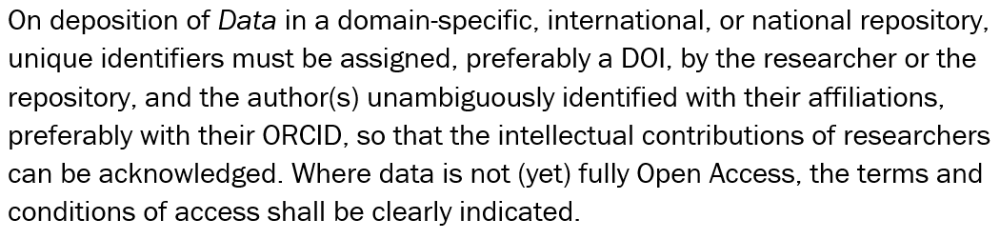 On deposition of Data in a domain-specific, international, or national repository,
unique identifiers must be assigned, preferably a DOI, by the researcher or the
repository, and the author(s) unambiguously identified with their affiliations,
preferably with their ORCID, so that the intellectual contributions of researchers
can be acknowledged. Where data is not (yet) fully Open Access, the terms and
conditions of access shall be clearly indicated.